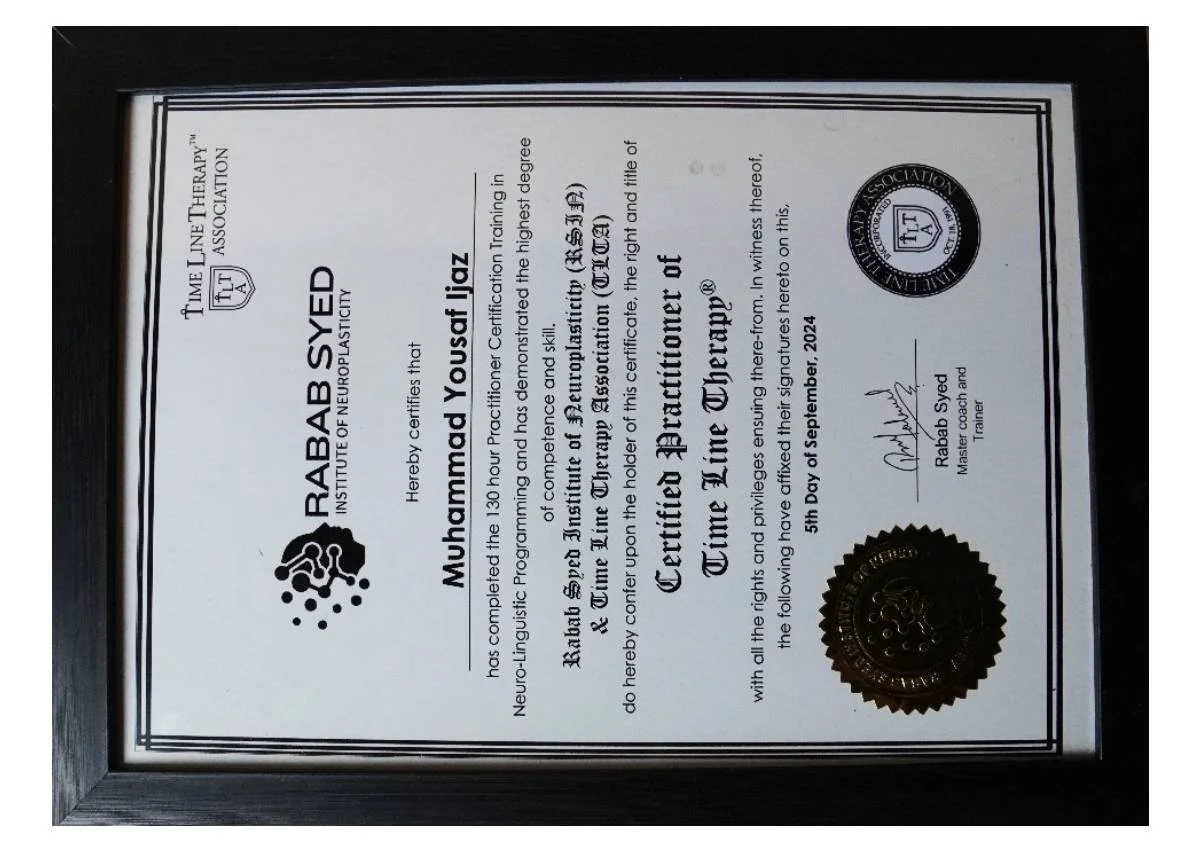 TIME LINE THERAPY™
ASSOCIATION
TLTA
RABAB SYED
INSTITUTE OF NEUROPLASTICITY
Hereby certifies that
Muhammad Yousaf Ijaz
has completed the 130 hour Practitioner Certification Training in
Neuro-Linguistic Programming and has demonstrated the highest degree
of competence and skill.
Rabab Syed Institute of Neuroplasticity (RSIN)
& Time Line Therapy Association (TLTA)
do hereby confer upon the holder of this certificate, the right and title of
Certified Practitioner of
Time Line Therapy®
with all the rights and privileges ensuing there-from. In witness thereof,
the following have affixed their signatures hereto on this,
5th Day of September, 2024
Rabab Syed
Master coach and
Trainer
TIME LINE THERAPY ASSOCIATION
INCORPORATED
TLTA
OCT. 18, 1991
RABAB SYED INSTITUTE OF NEURO